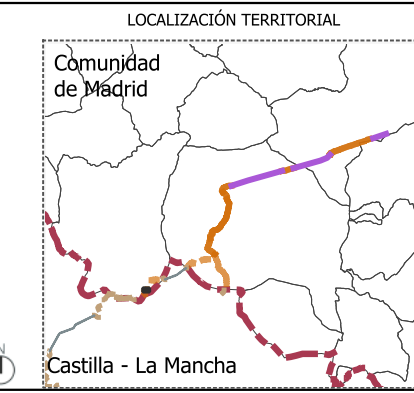 LOCALIZACIÓN TERRITORIAL
Comunidad
de Madrid
N
Castilla - La Mancha